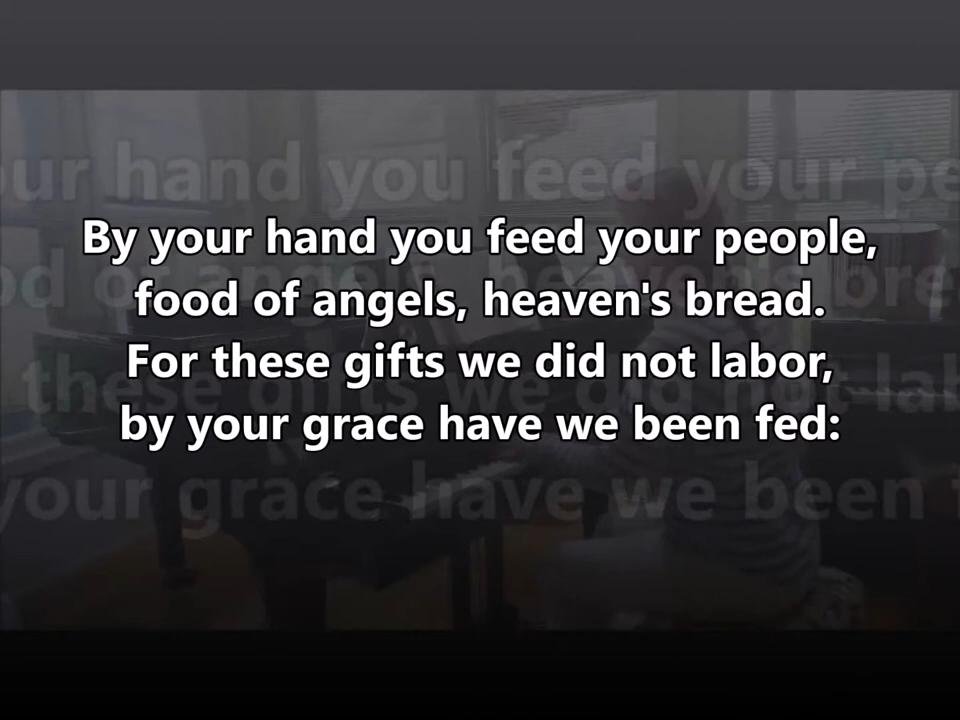 By your hand you feed your people,
food of angels, heaven's bread.
For these gifts we did not labor,
by your grace have we been fed: